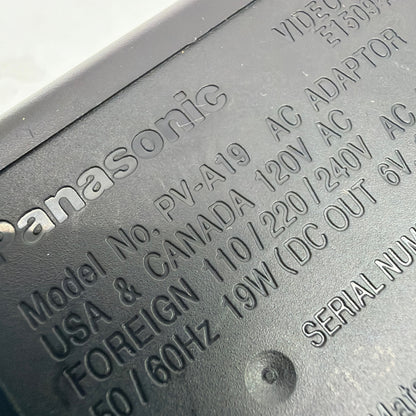 VIDEO
E1309
Panasonic
Model No. PV-A19 AC ADAPTOR
USA & CANADA 120V AC
FOREIGN 110/220/240V AC
50/60Hz 19W (DC OUT 6V
SERIAL NUM